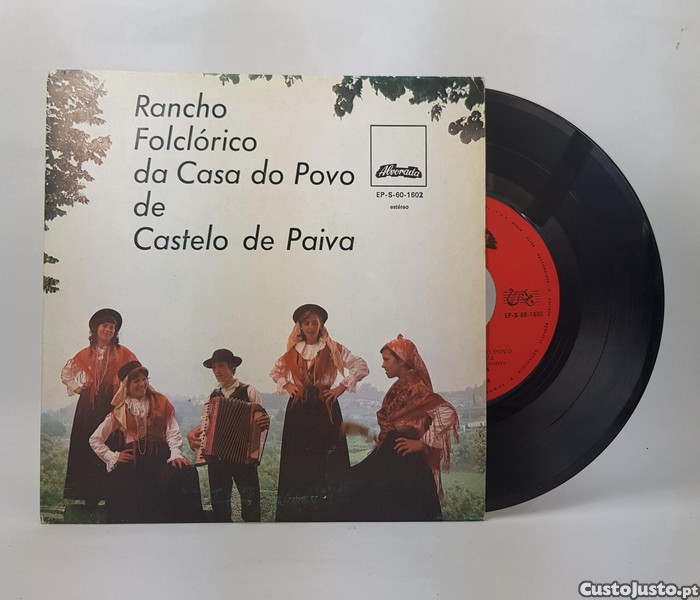 Rancho
Folclórico
da Casa do Povo
de
Castelo de Paiva
Alvorada
EP-S-60-1602
estéreo
EP-S-60-1602
CustoJusto.pt